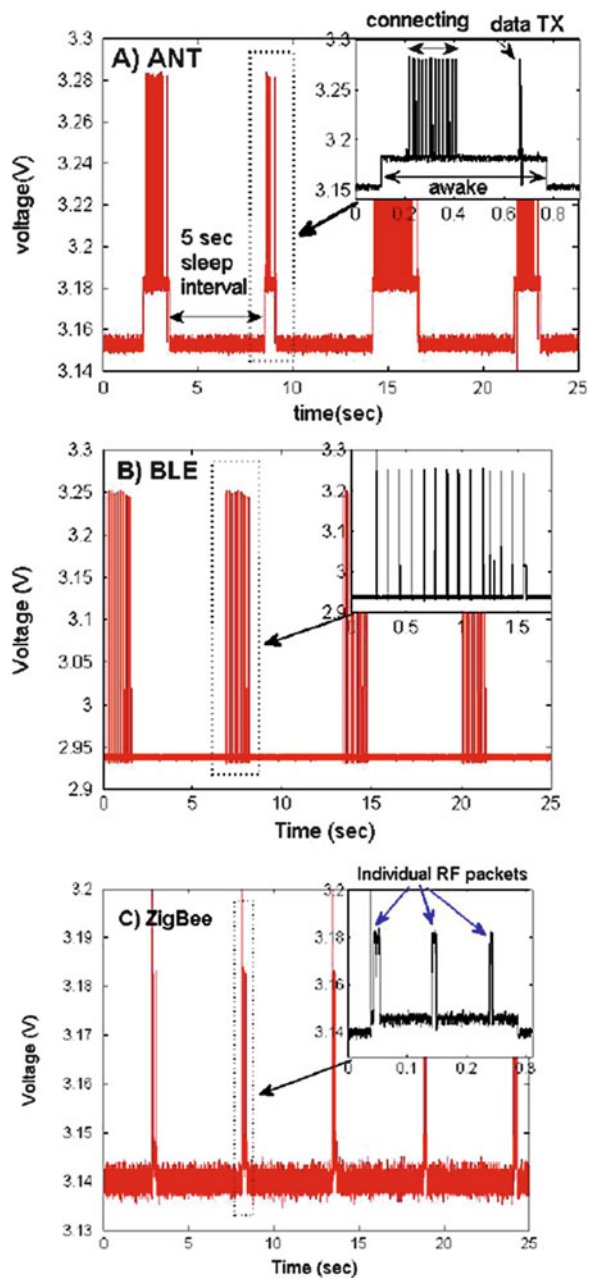 A) ANT
connecting
data TX
3.3
3.25
3.2
3.15
awake
0 0.2 0.4 0.6 0.8
5 sec
sleep
interval
voltage(V)
3.3
3.28
3.26
3.24
3.22
3.2
3.18
3.16
3.14
0 5 10 15 20 25
time(sec)
B) BLE
3.3
3.2
3.1
3
2.9
0 0.5 1 1.5
Voltage (V)
3.3
3.25
3.2
3.15
3.1
3.05
3
2.95
2.9
0 5 10 15 20 25
Time (sec)
C) ZigBee
Individual RF packets
3.2
3.18
3.16
3.14
0 0.1 0.2 0.3
Voltage (V)
3.2
3.19
3.18
3.17
3.16
3.15
3.14
3.13
0 5 10 15 20 25
Time (sec)